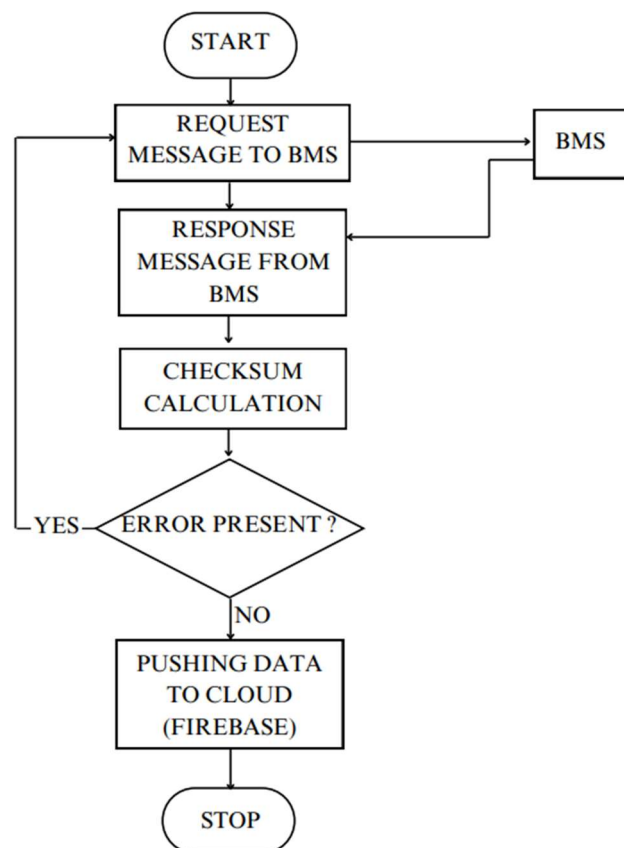 START
REQUEST
MESSAGE TO BMS
BMS
RESPONSE
MESSAGE FROM
BMS
CHECKSUM
CALCULATION
YES
ERROR PRESENT ?
NO
PUSHING DATA
TO CLOUD
(FIREBASE)
STOP